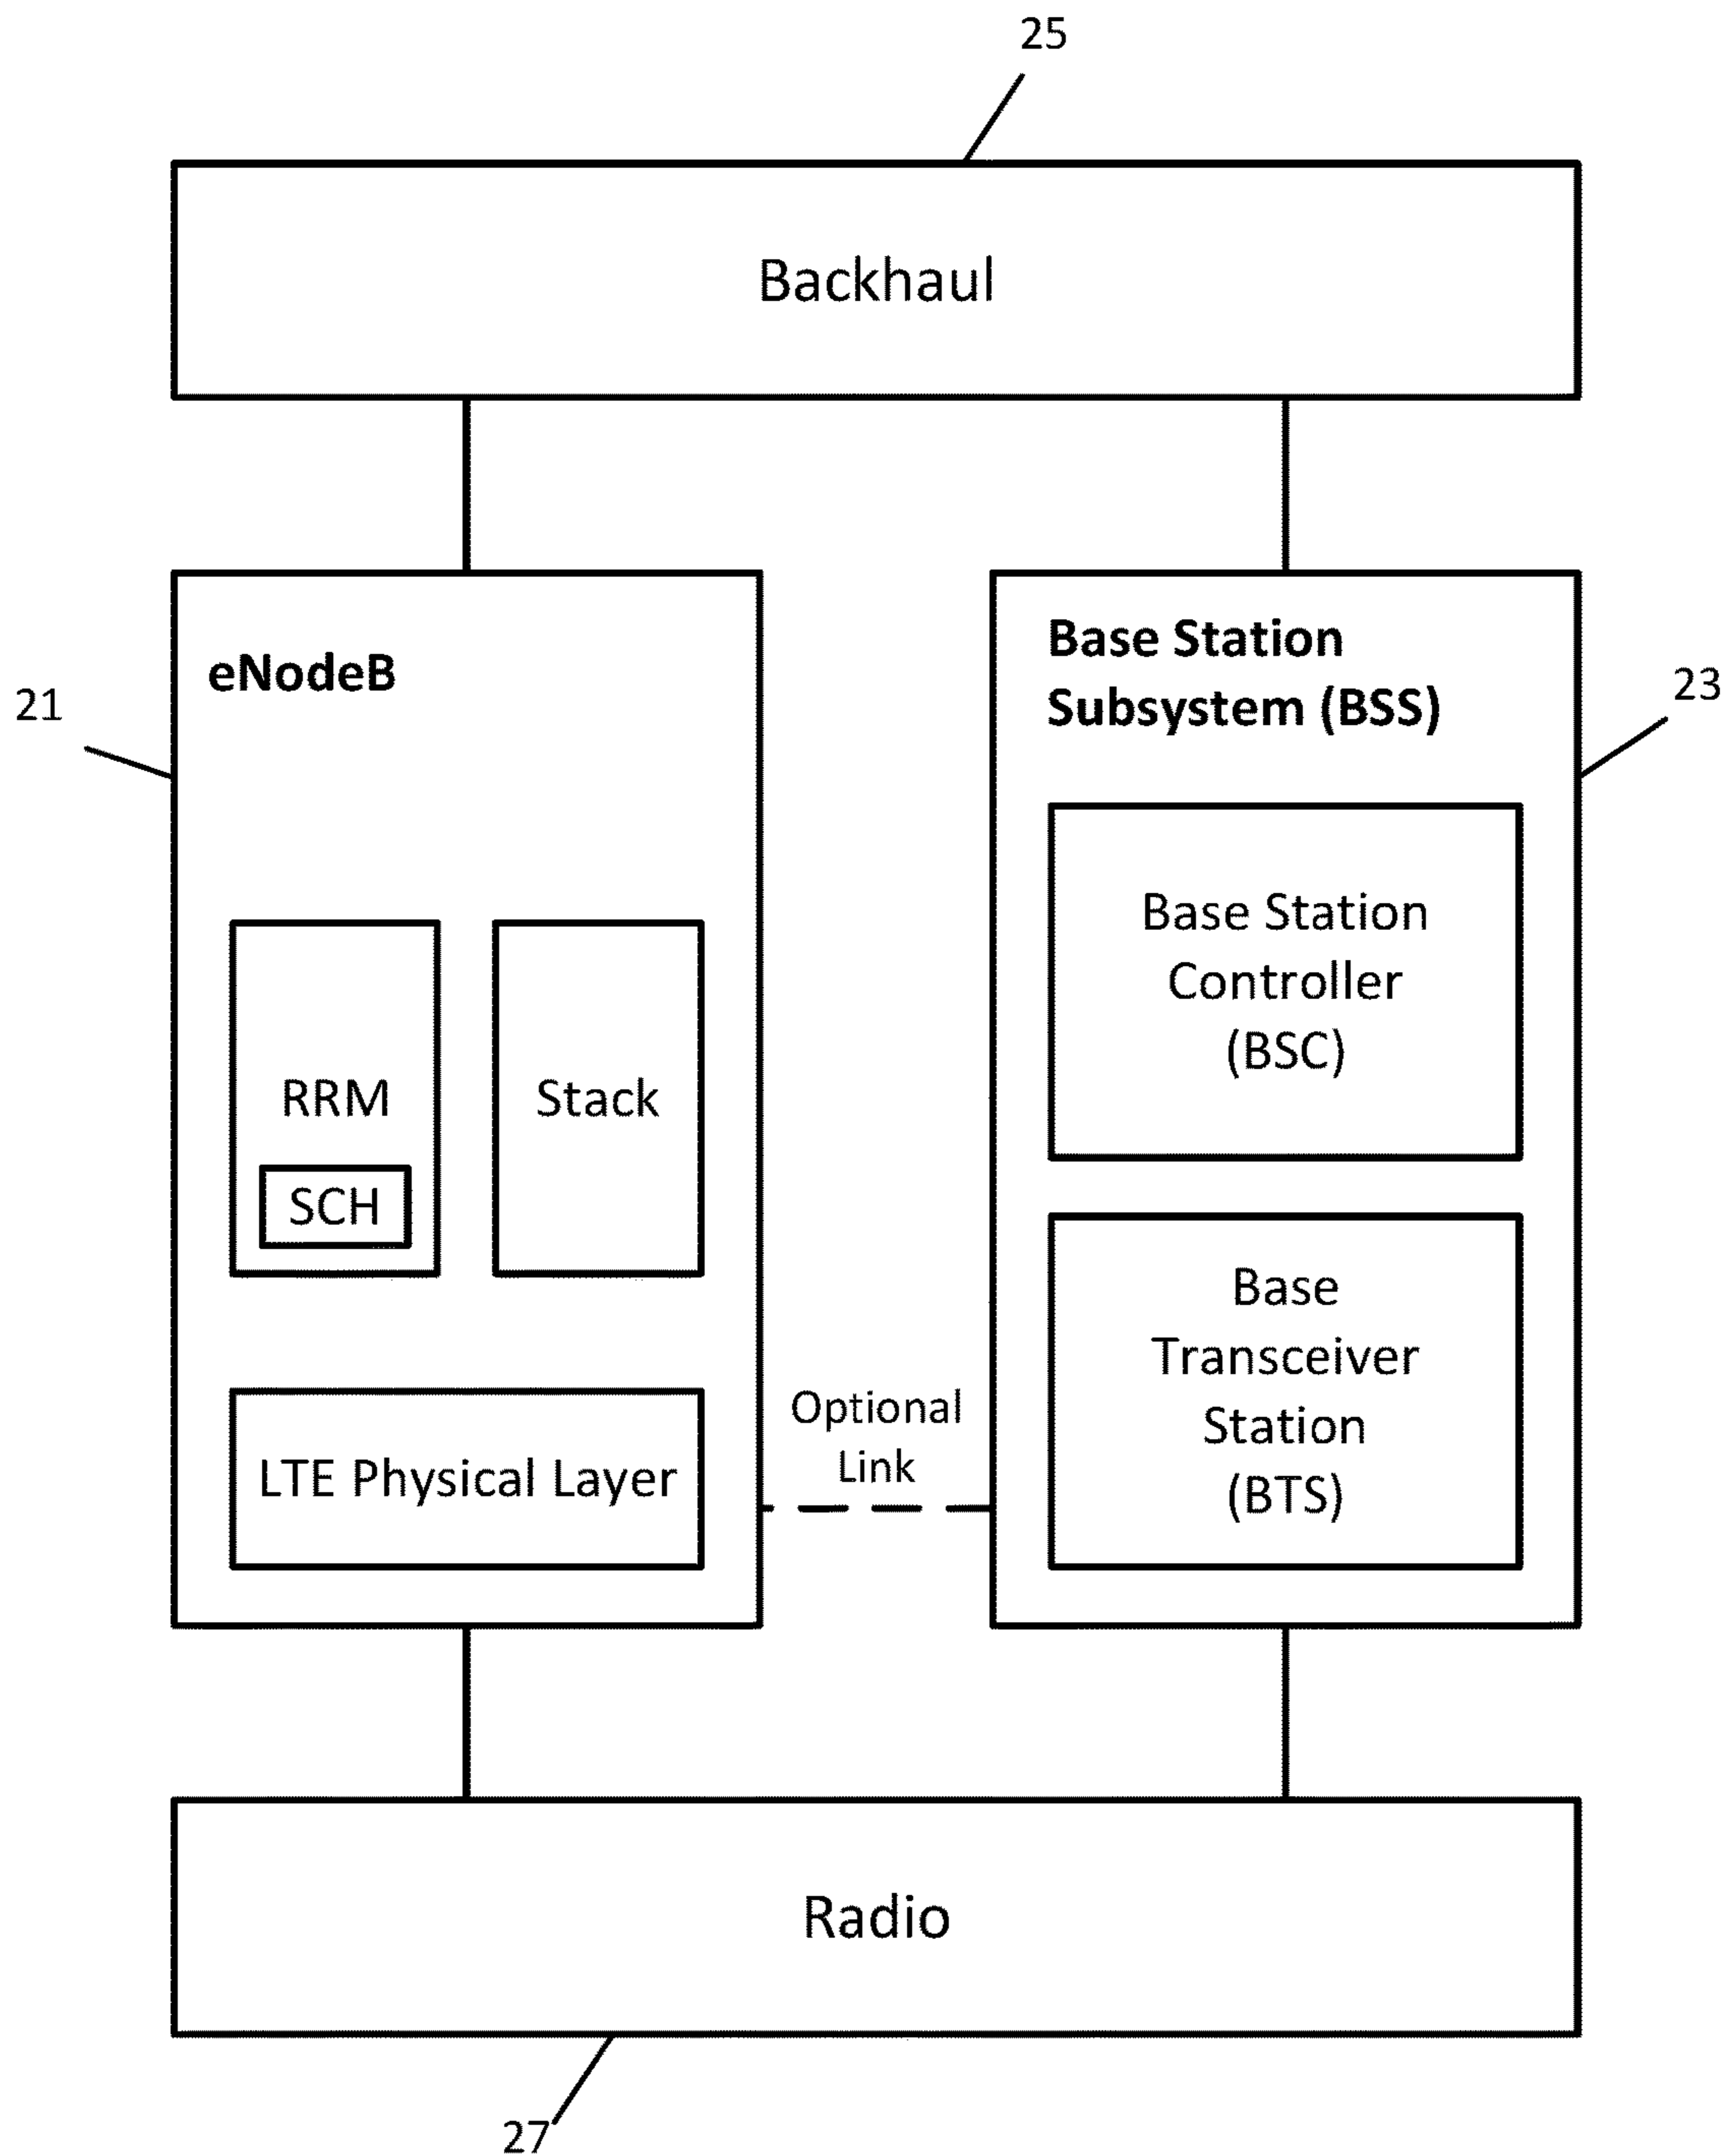 25
Backhaul
eNodeB
21
RRM
SCH
Stack
LTE Physical Layer
Optional
Link
Base Station
Subsystem (BSS)
23
Base Station
Controller
(BSC)
Base
Transceiver
Station
(BTS)
Radio
27